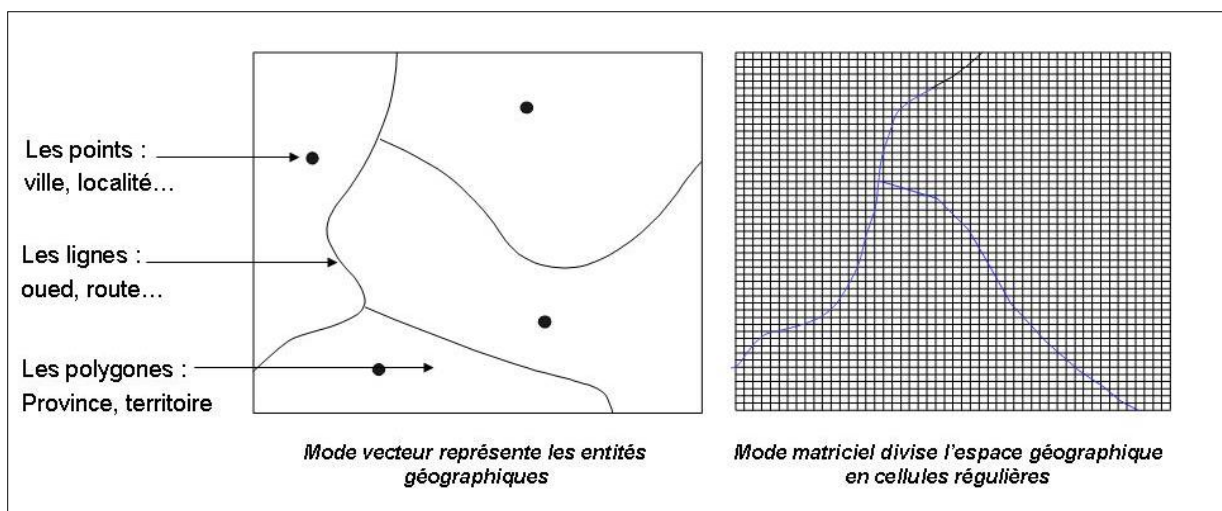 Les points :
ville, localité…
Les lignes :
oued, route…
Les polygones :
Province, territoire
Mode vecteur représente les entités
géographiques
Mode matriciel divise l'espace géographique
en cellules régulières